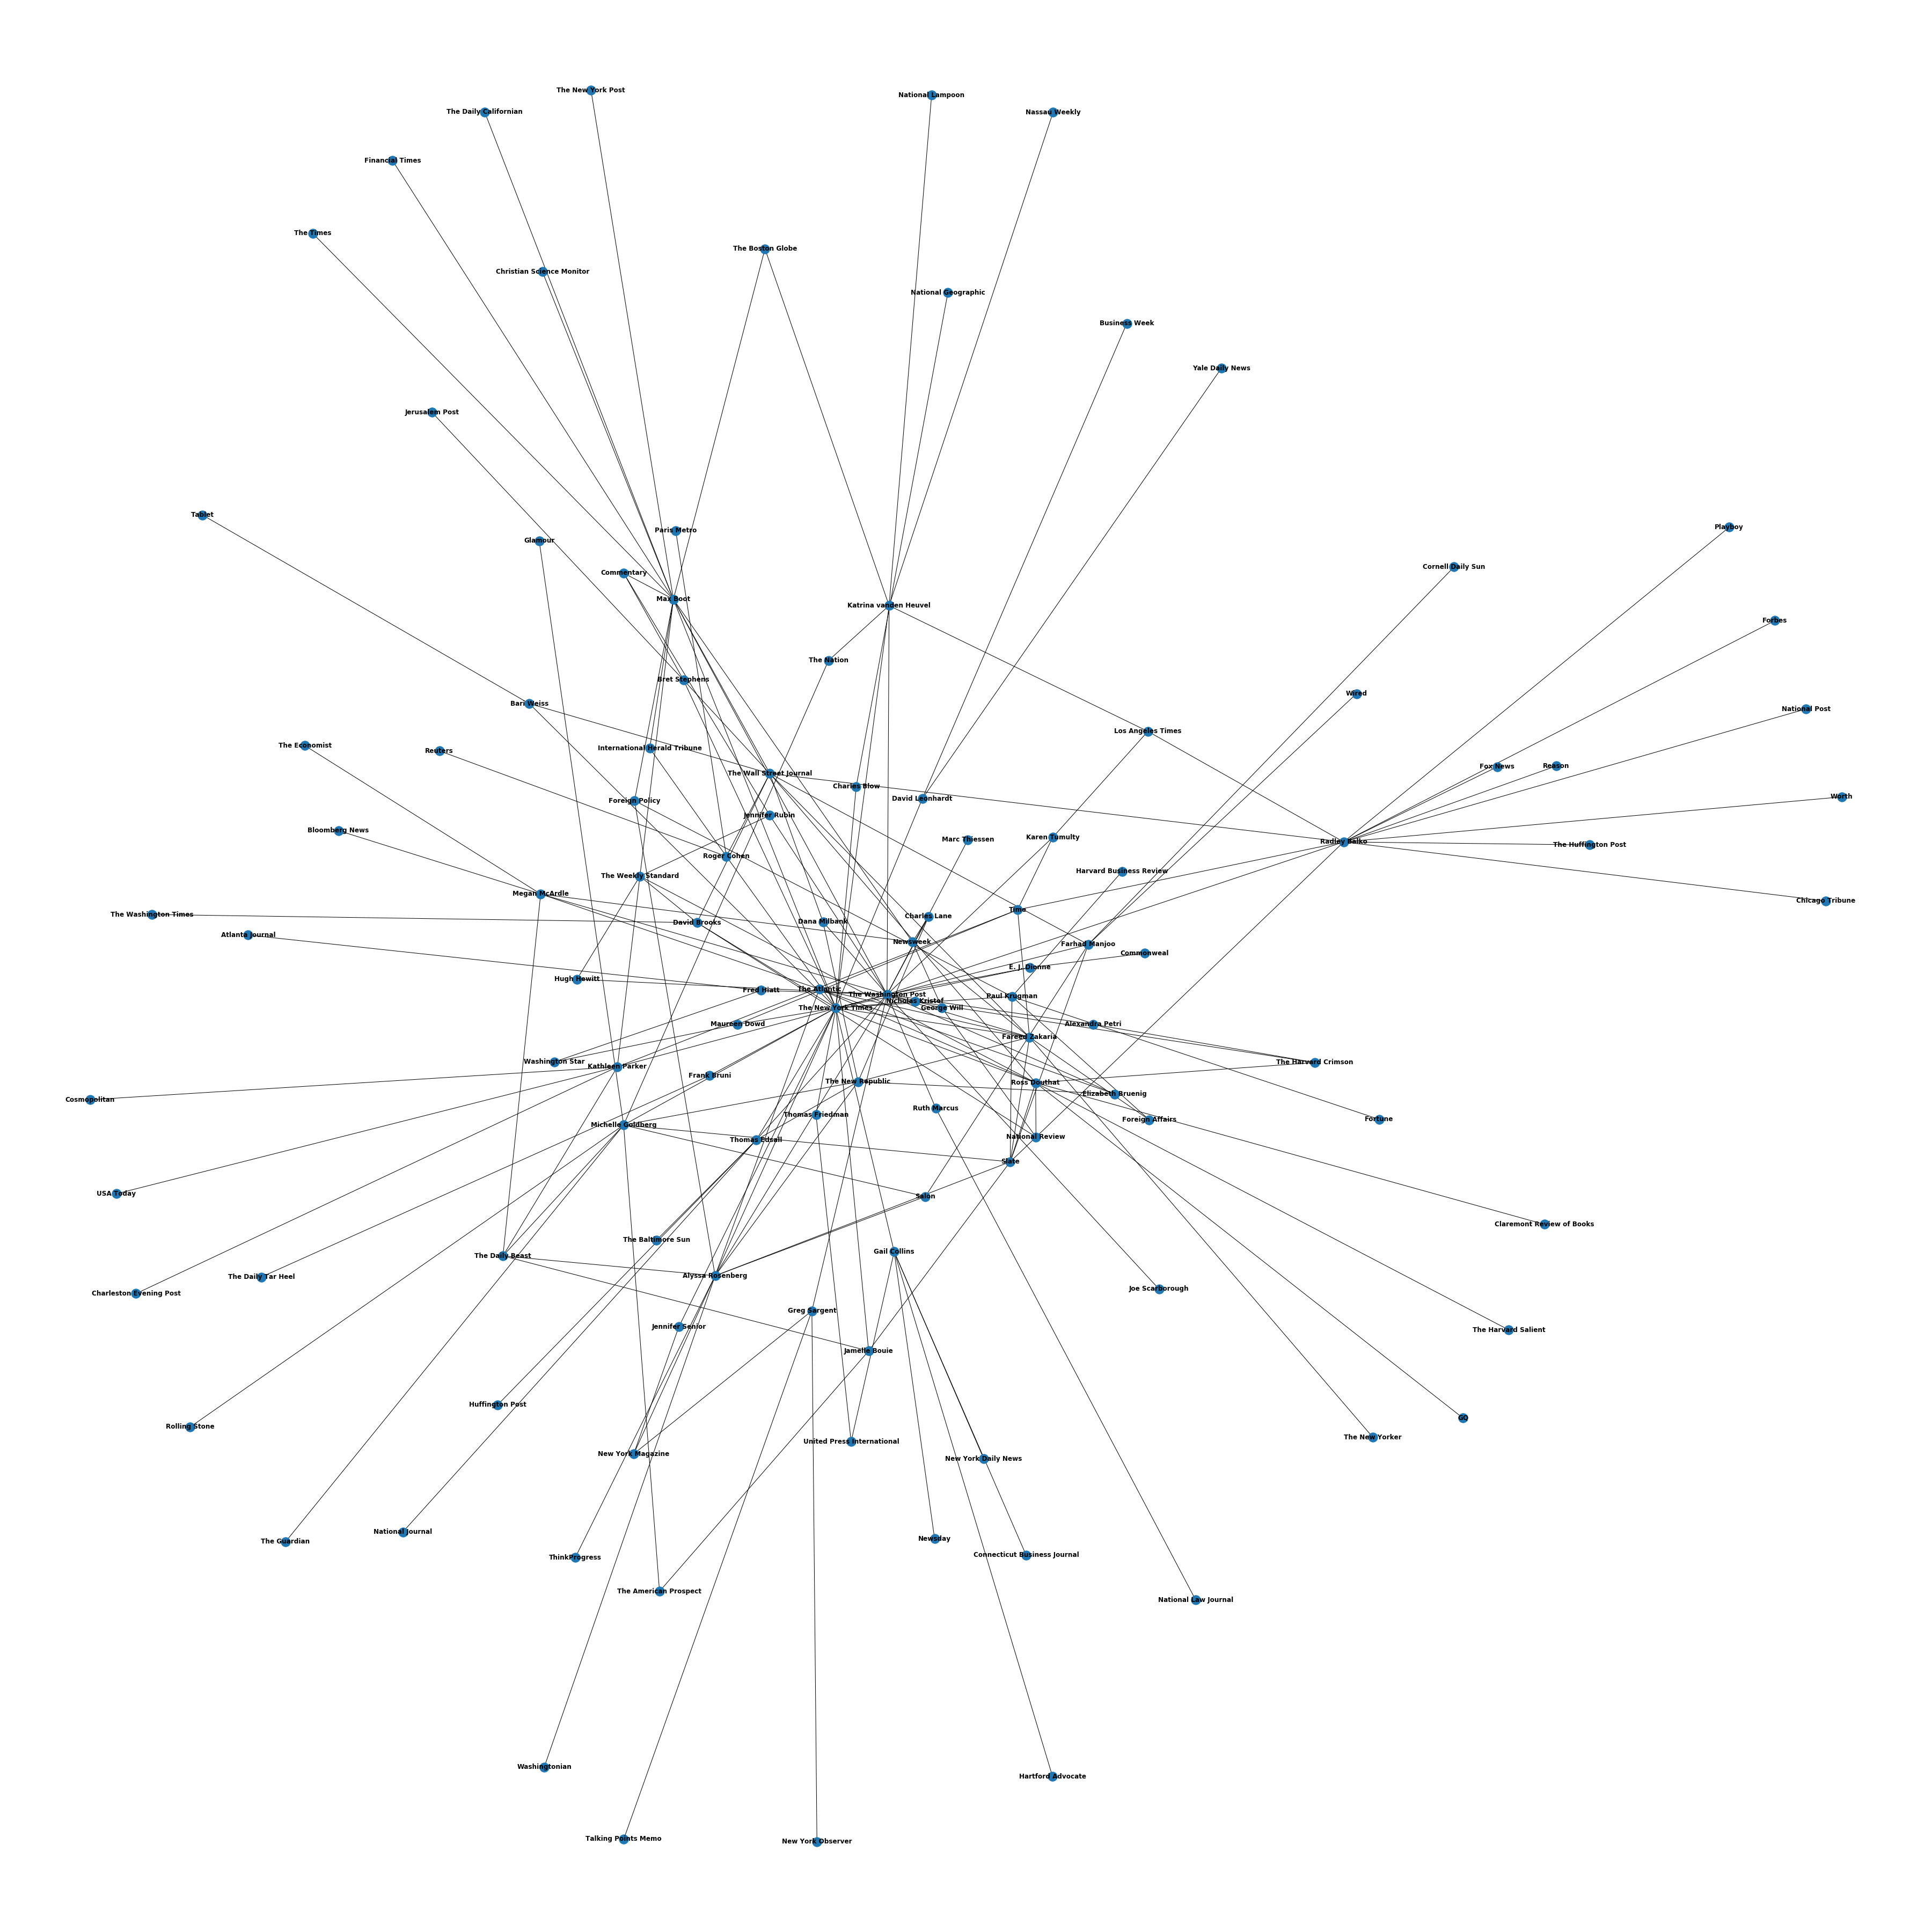 The New York Post
National Lampoon
The Daily Californian
Nassau Weekly
Financial Times
The Times
The Boston Globe
Christian Science Monitor
National Geographic
Business Week
Yale Daily News
Jerusalem Post
Tablet
Playboy
Paris Metro
Glamour
Cornell Daily Sun
Commentary
Max Boot
Katrina vanden Heuvel
Forbes
The Nation
Bret Stephens
Wired
Bari Weiss
National Post
Los Angeles Times
The Economist
International Herald Tribune
Reuters
Fox News
Reason
The Wall Street Journal
Charles Blow
Worth
David Leonhardt
Foreign Policy
Jennifer Rubin
Bloomberg News
Karen Tumulty
Marc Thiessen
Radley Balko
The Huffington Post
Roger Cohen
Harvard Business Review
The Weekly Standard
Megan McArdle
Chicago Tribune
Time
The Washington Times
Charles Lane
David Brooks
Dana Milbank
Atlanta Journal
Newsweek
Farhad Manjoo
Commonweal
E. J. Dionne
Hugh Hewitt
The Atlantic
Fred Hiatt
The Washington Post
Paul Krugman
Nicholas Kristof
The New York Times
George Will
Maureen Dowd
Alexandra Petri
Fareed Zakaria
Washington Star
The Harvard Crimson
Kathleen Parker
Frank Bruni
The New Republic
Ross Douthat
Elizabeth Bruenig
Cosmopolitan
Ruth Marcus
Thomas Friedman
Foreign Affairs
Fortune
Michelle Goldberg
National Review
Thomas Edsall
Slate
USA Today
Salon
Claremont Review of Books
The Baltimore Sun
Gail Collins
The Daily Beast
Alyssa Rosenberg
The Daily Tar Heel
Joe Scarborough
Charleston Evening Post
Greg Sargent
Jennifer Senior
The Harvard Salient
Jamelle Bouie
Huffington Post
GQ
Rolling Stone
The New Yorker
United Press International
New York Magazine
New York Daily News
National Journal
Newsday
The Guardian
Connecticut Business Journal
ThinkProgress
The American Prospect
National Law Journal
Washingtonian
Hartford Advocate
Talking Points Memo
New York Observer